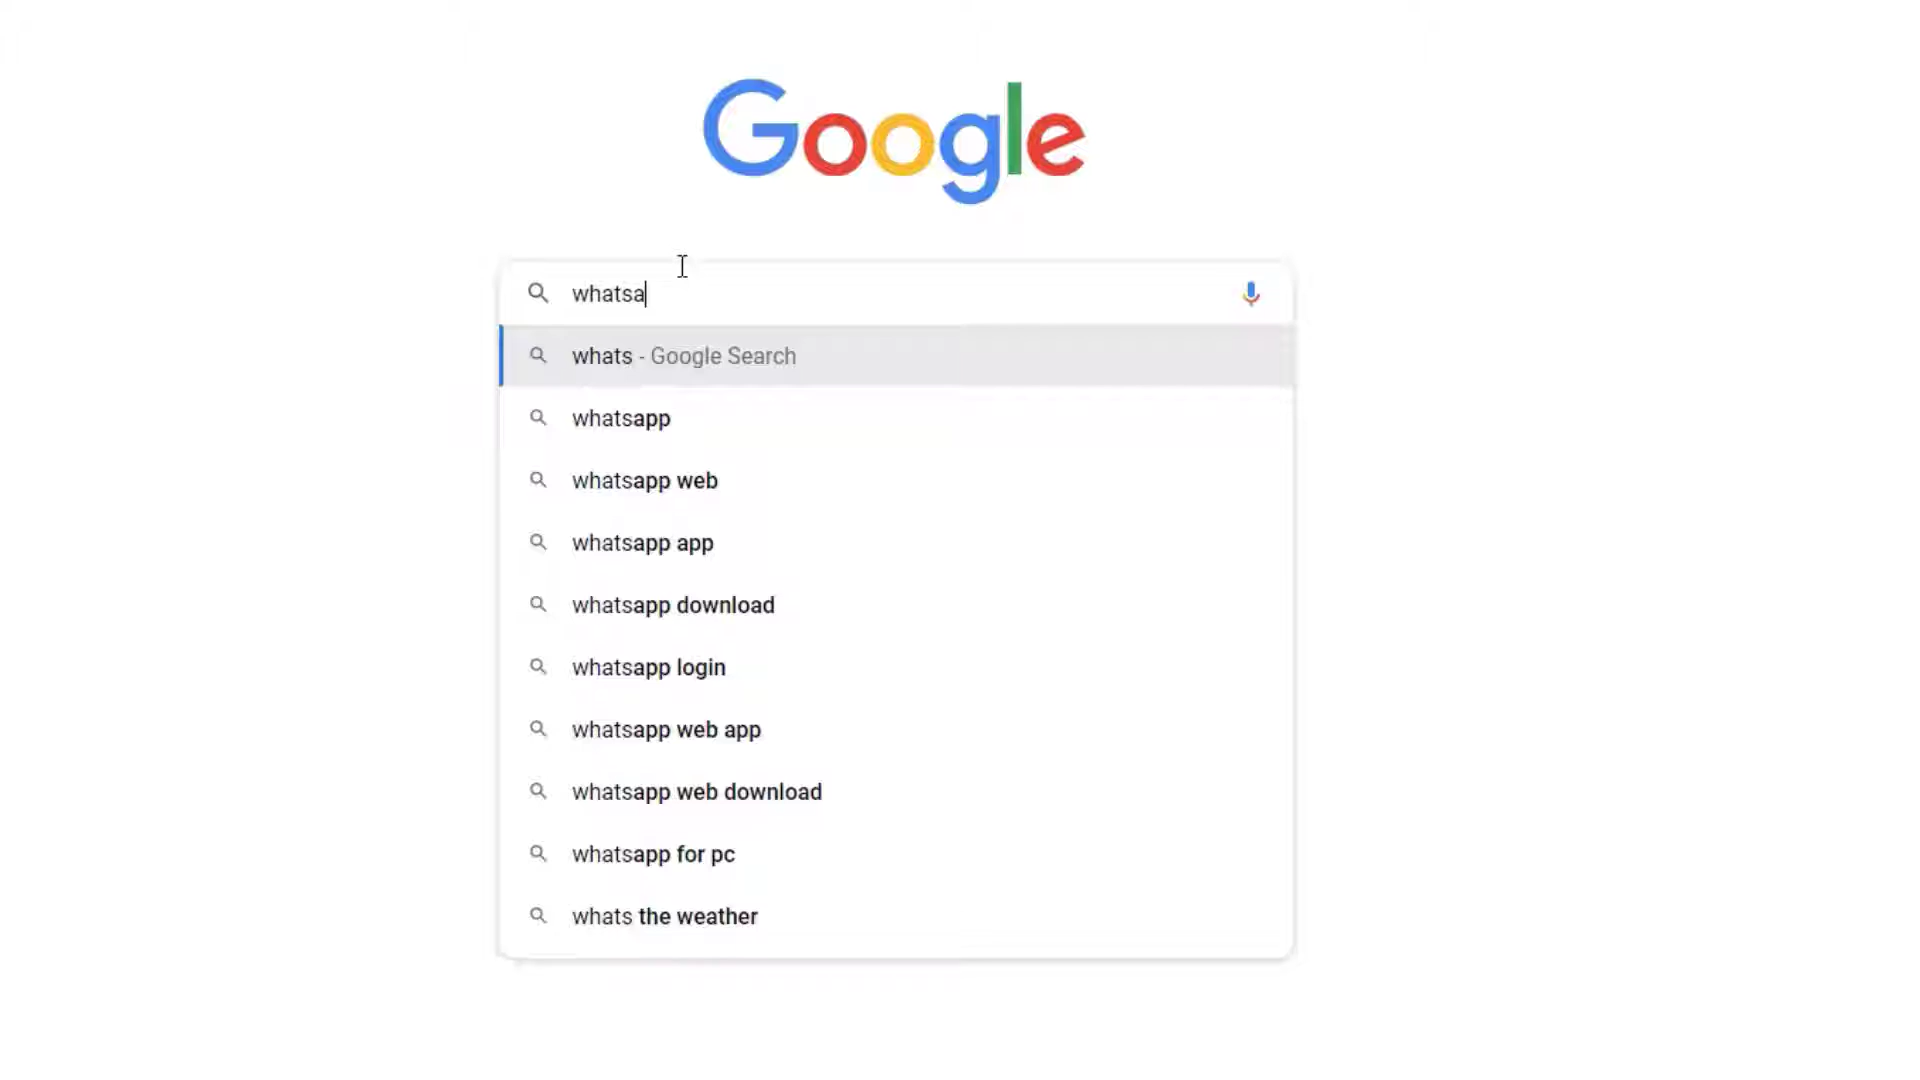 Google
whatsa
whats - Google Search
whatsapp
whatsapp web
whatsapp app
whatsapp download
whatsapp login
whatsapp web app
whatsapp web download
whatsapp for pc
whats the weather